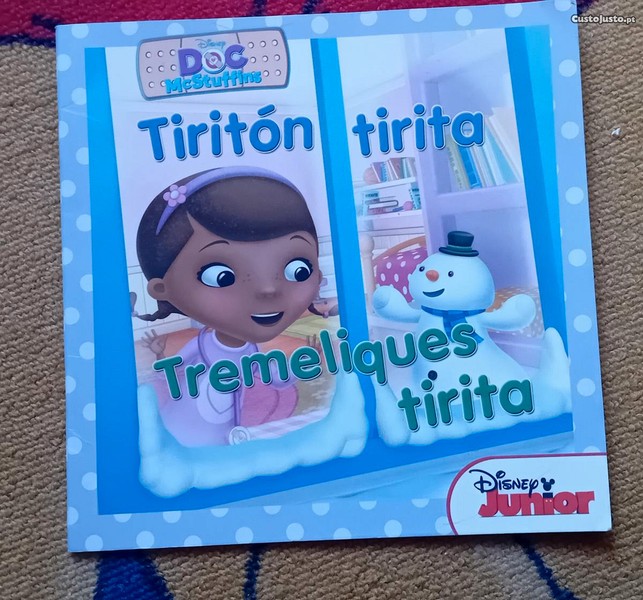 CustoJusto.pt
Disney
DOC
McStuffins
Tiritón tirita
Tremeliques
tirita
Disney
Junior